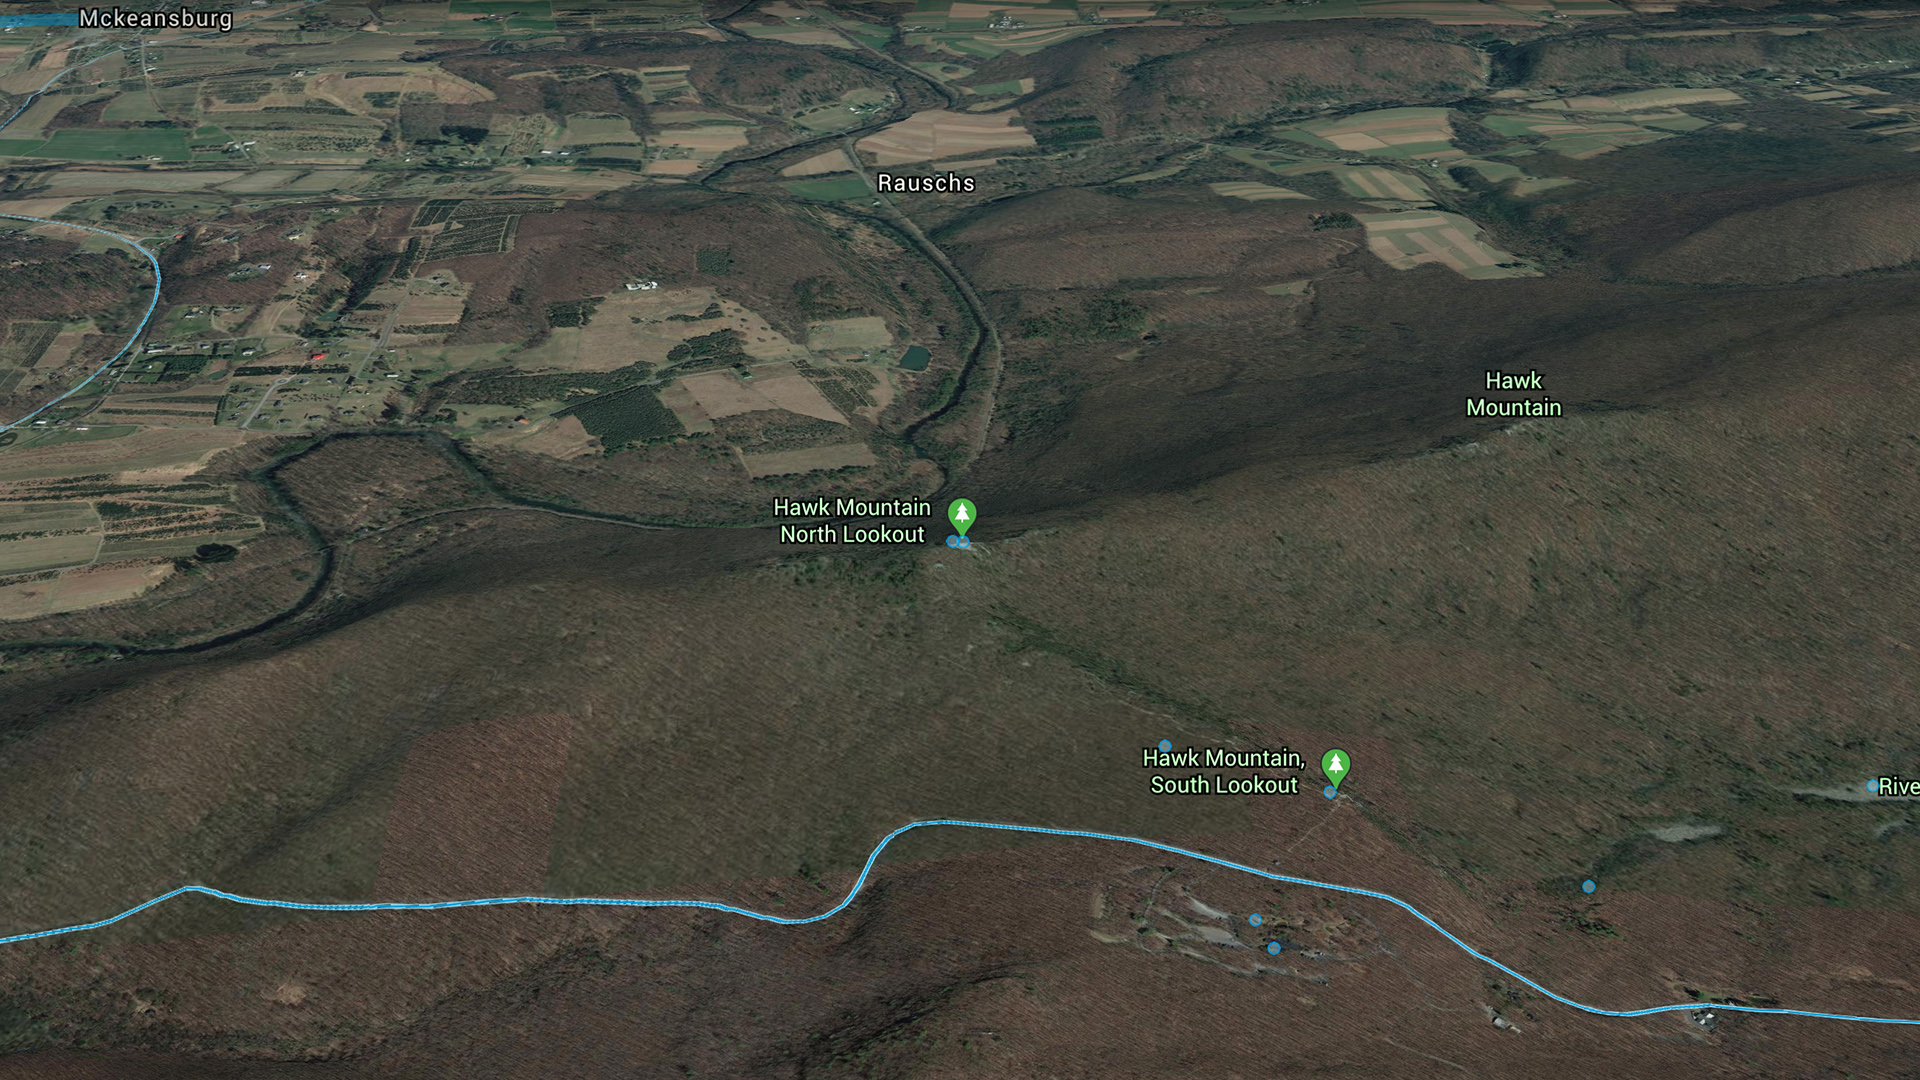 Mckeansburg
Rauschs
Hawk
Mountain
Hawk Mountain
North Lookout
Hawk Mountain,
South Lookout
Rive